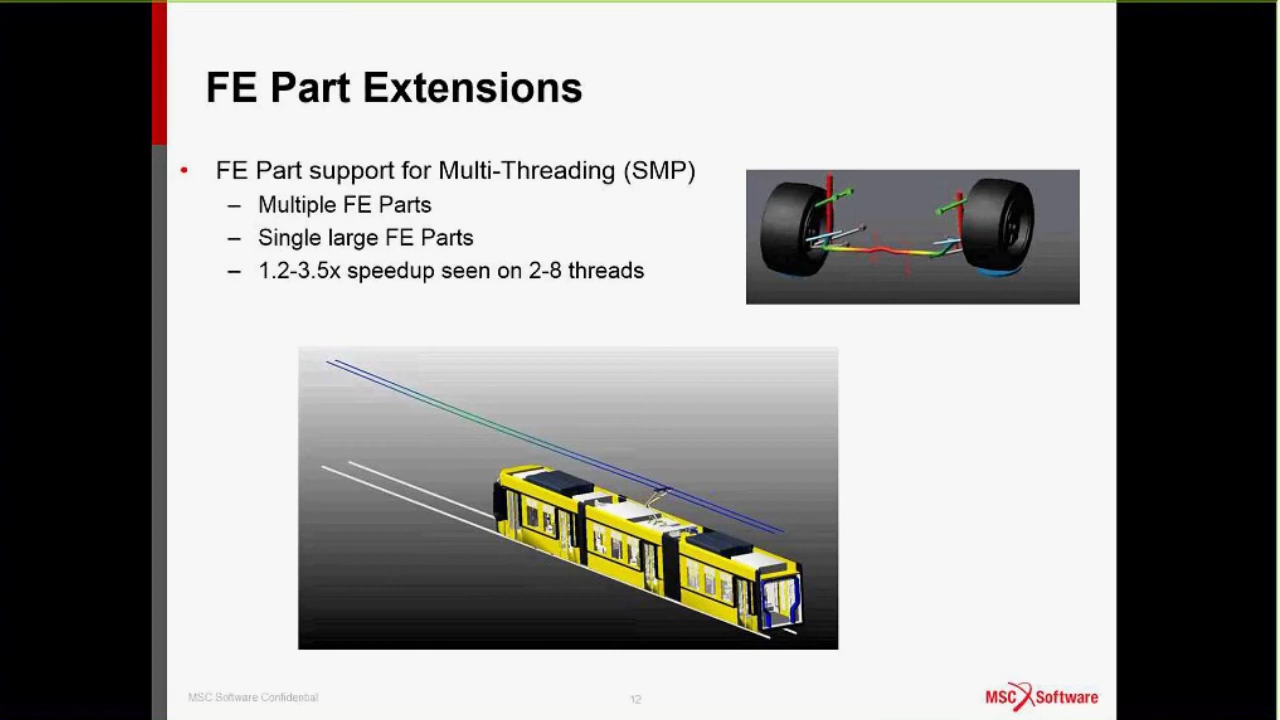 FE Part Extensions
• FE Part support for Multi-Threading (SMP)
– Multiple FE Parts
– Single large FE Parts
– 1.2-3.5x speedup seen on 2-8 threads
MSC Software Confidential
12
MSC Software